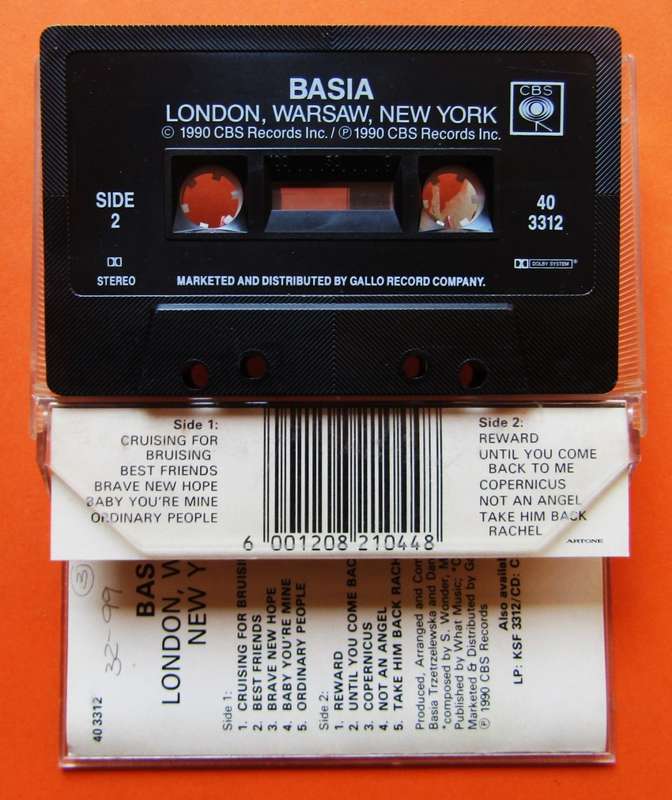 BASIA
LONDON, WARSAW, NEW YORK
© 1990 CBS Records Inc. / ℗ 1990 CBS Records Inc.
CBS
SIDE
2
40
3312
STEREO
DOLBY SYSTEM
MARKETED AND DISTRIBUTED BY GALLO RECORD COMPANY.
Side 1:
CRUISING FOR
BRUISING
BEST FRIENDS
BRAVE NEW HOPE
BABY YOU'RE MINE
ORDINARY PEOPLE
6 001208 210448
Side 2:
REWARD
UNTIL YOU COME
BACK TO ME
COPERNICUS
NOT AN ANGEL
TAKE HIM BACK
RACHEL
ARTONE
40 3312
3
32-99
BAS
LONDON, W
NEW Y
Side 1:
1. CRUISING FOR BRUISI
2. BEST FRIENDS
3. BRAVE NEW HOPE
4. BABY YOU'RE MINE
5. ORDINARY PEOPLE
Side 2:
1. REWARD
2. UNTIL YOU COME BAC
3. COPERNICUS
4. NOT AN ANGEL
5. TAKE HIM BACK RACH
Produced, Arranged and Com
Basia Trzetrzelewska and Dan
*composed by S. Wonder, M
Published by What Music; *C
Marketed & Distributed by G
℗ 1990 CBS Records
Also availab
LP: KSF 3312/CD: C